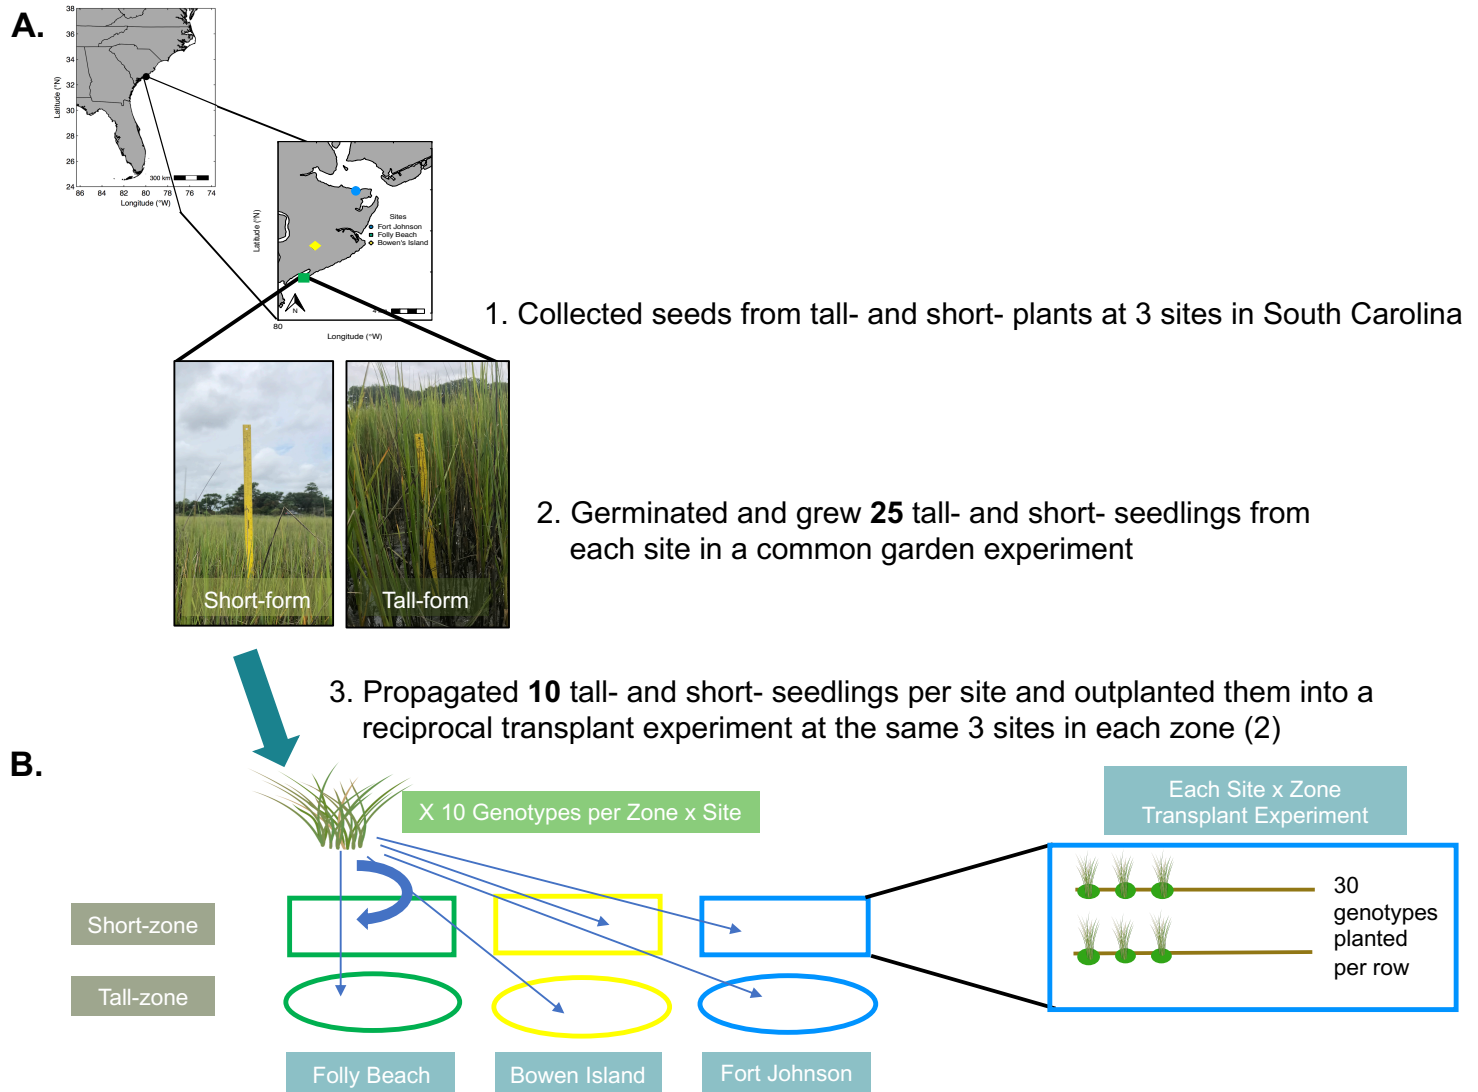 A.
38
36
34
32
30
28
26
24
Latitude (°N)
300 km
86 84 82 80 78 76 74
Longitude (°W)
Latitude (°N)
Sites
Fort Johnson
Folly Beach
Bowen's Island
N
80
Longitude (°W)
1. Collected seeds from tall- and short- plants at 3 sites in South Carolina
Short-form
Tall-form
2. Germinated and grew 25 tall- and short- seedlings from
each site in a common garden experiment
3. Propagated 10 tall- and short- seedlings per site and outplanted them into a
reciprocal transplant experiment at the same 3 sites in each zone (2)
B.
X 10 Genotypes per Zone x Site
Each Site x Zone
Transplant Experiment
30
genotypes
planted
per row
Short-zone
Tall-zone
Folly Beach
Bowen Island
Fort Johnson